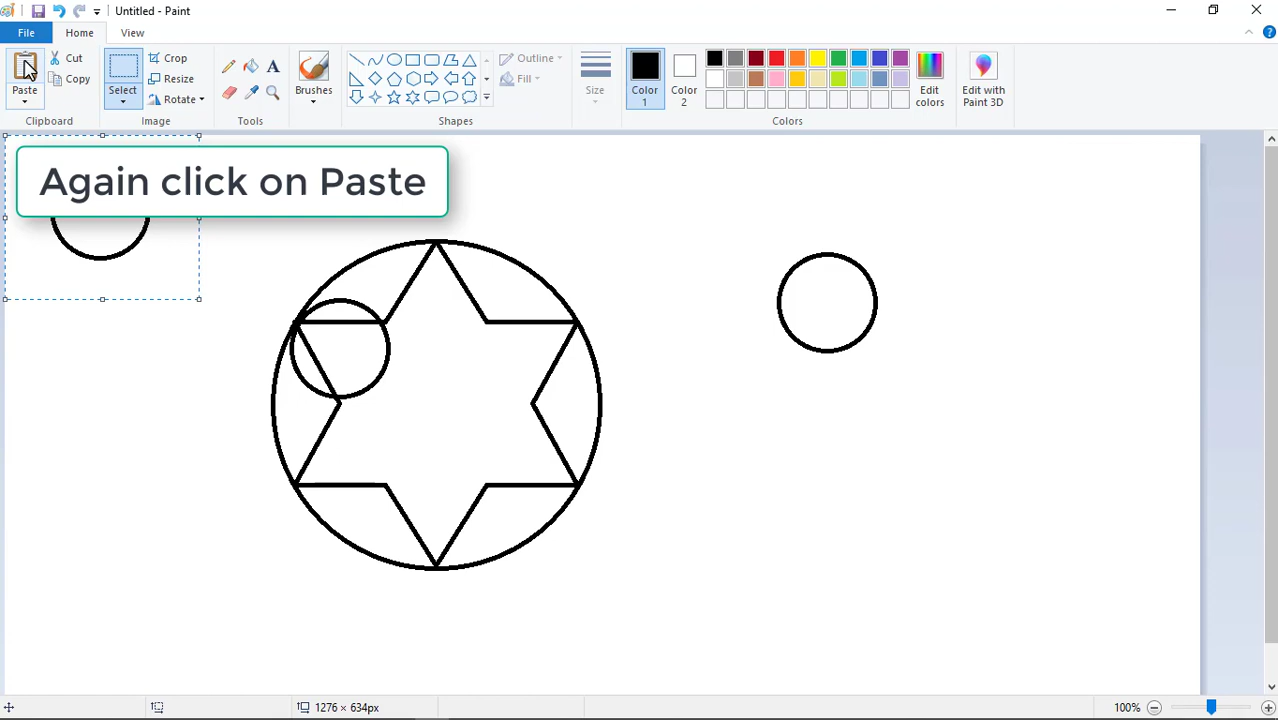 Untitled - Paint
File
Home
View
Paste
Cut
Copy
Clipboard
Select
Crop
Resize
Rotate
Image
Tools
Brushes
Shapes
Outline
Fill
Size
Color
1
Color
2
Edit
colors
Colors
Edit with
Paint 3D
Again click on Paste
1276 × 634px
100%